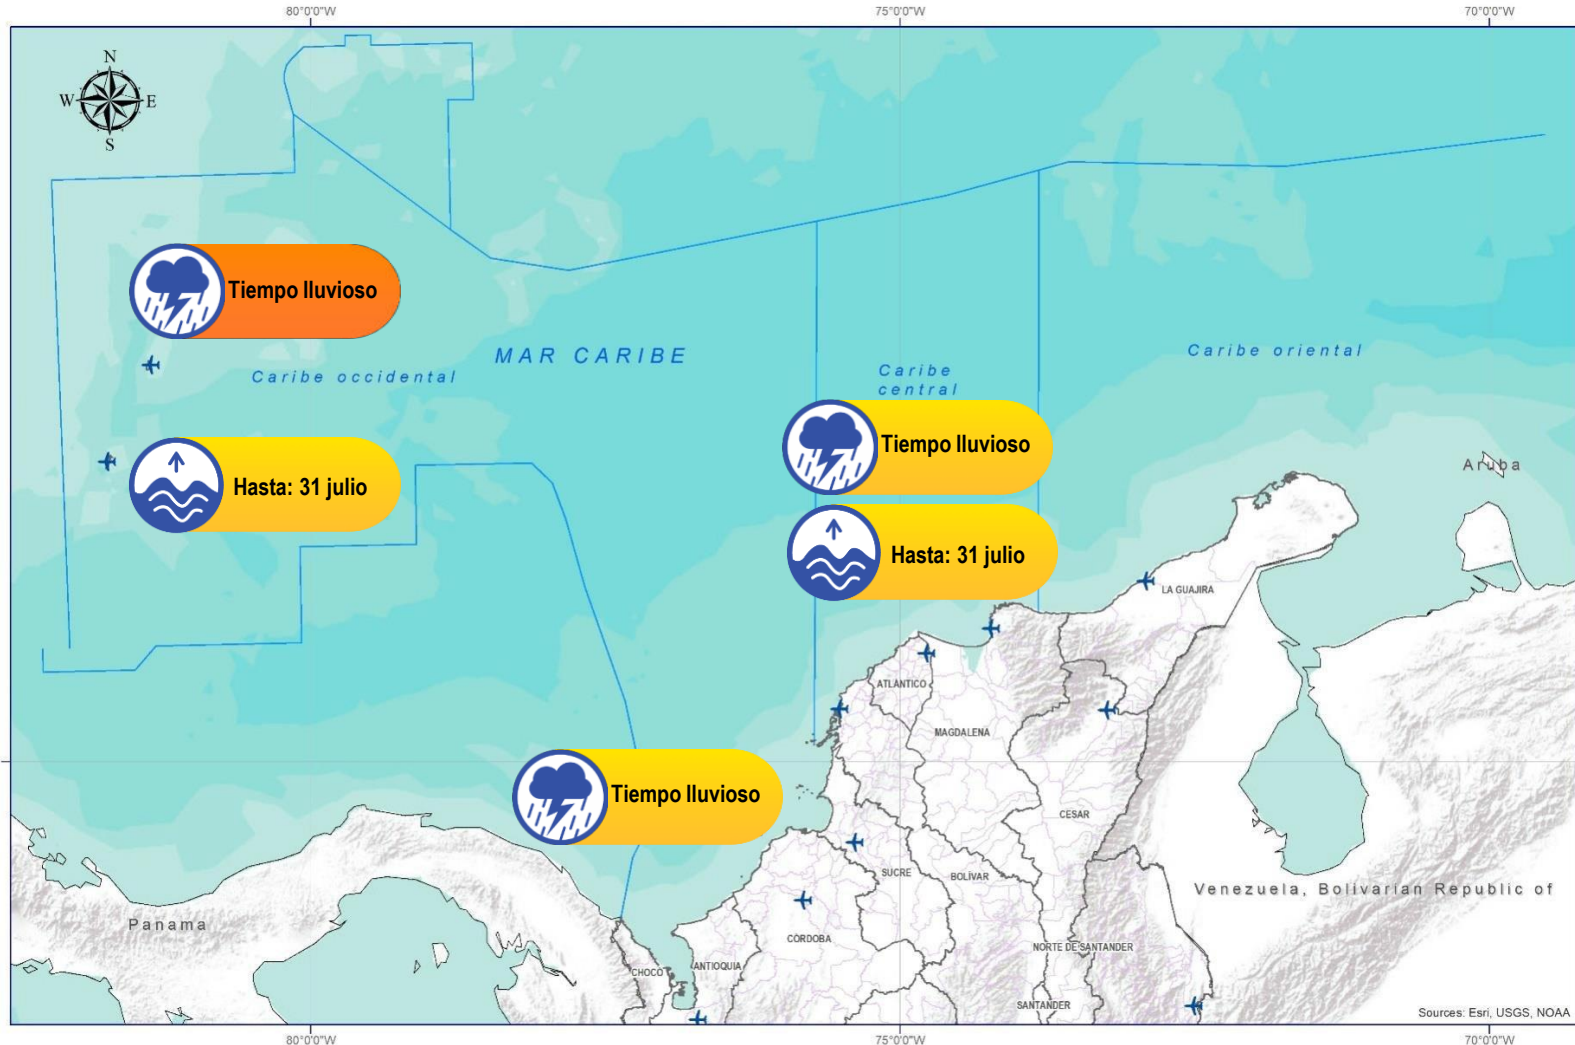 80°0'0"W
75°0'0"W
70°0'0"W
N
W
E
S
Tiempo lluvioso
MAR CARIBE
Caribe occidental
Caribe
central
Caribe oriental
Tiempo lluvioso
Hasta: 31 julio
Aruba
Hasta: 31 julio
LA GUAJIRA
ATLÁNTICO
MAGDALENA
Tiempo lluvioso
CESAR
SUCRE
BOLÍVAR
Venezuela, Bolivarian Republic of
Panama
CÓRDOBA
NORTE DE SANTANDER
ANTIOQUIA
CHOCO
SANTANDER
Sources: Esri, USGS, NOAA
80°0'0"W
75°0'0"W
70°0'0"W